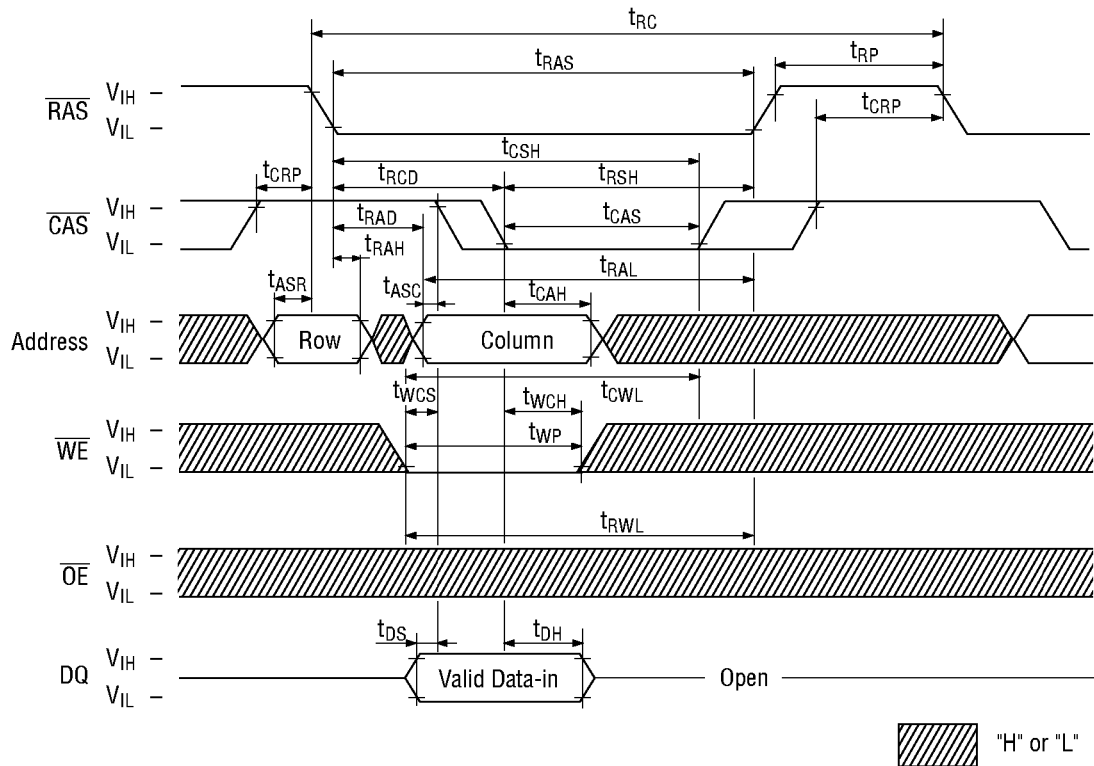 tRC
tRAS
tRP
RAS
VIH
VIL
tCRP
tCSH
tCRP
tRCD
tRSH
CAS
VIH
VIL
tRAD
tCAS
tRAH
tRAL
tASR
tASC
tCAH
Address
VIH
VIL
Row
Column
tWCS
tCWL
tWCH
WE
VIH
VIL
tWP
tRWL
OE
VIH
VIL
tDS
tDH
DQ
VIH
VIL
Valid Data-in
Open
"H" or "L"